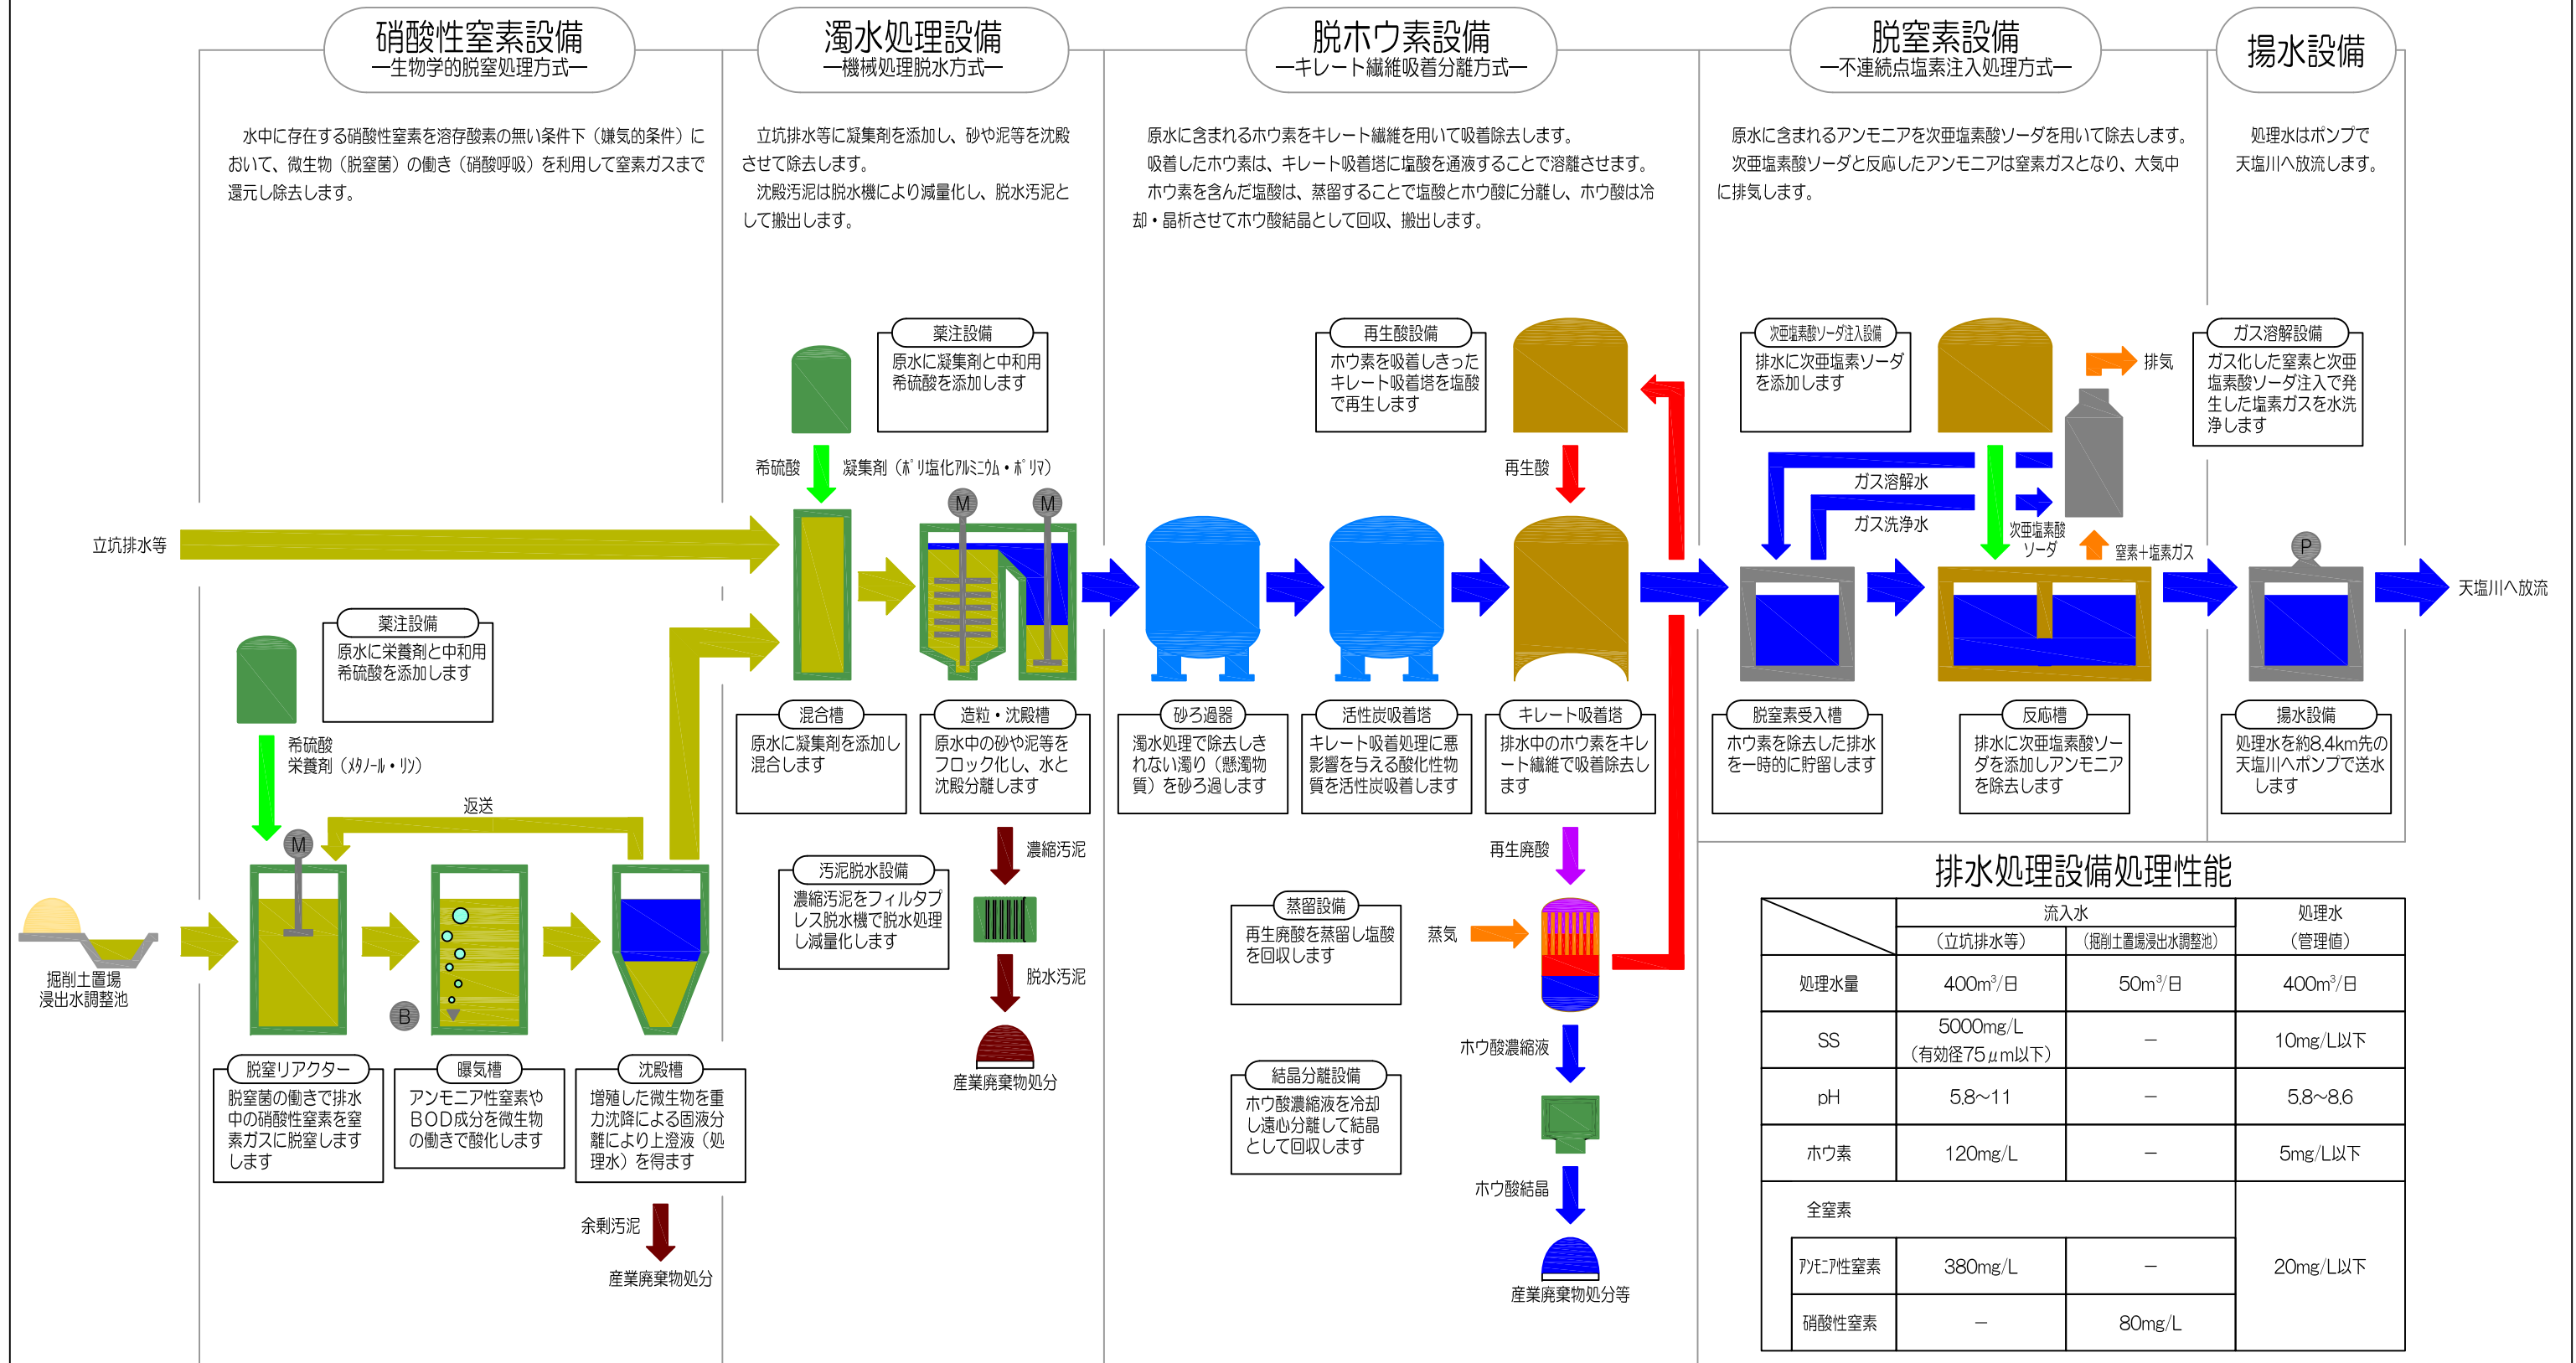 硝酸性窒素設備
―生物学的脱窒処理方式―
水中に存在する硝酸性窒素を溶存酸素の無い条件下（嫌気的条件）に
おいて、微生物（脱窒菌）の働き（硝酸呼吸）を利用して窒素ガスまで
還元し除去します。
濁水処理設備
―機械処理脱水方式―
立坑排水等に凝集剤を添加し、砂や泥等を沈殿
させて除去します。
沈殿汚泥は脱水機により減量化し、脱水汚泥と
して搬出します。
脱ホウ素設備
―キレート繊維吸着分離方式―
原水に含まれるホウ素をキレート繊維を用いて吸着除去します。
吸着したホウ素は、キレート吸着塔に塩酸を通液することで溶離させます。
ホウ素を含んだ塩酸は、蒸留することで塩酸とホウ酸に分離し、ホウ酸は冷
却・晶析させてホウ酸結晶として回収、搬出します。
脱窒素設備
―不連続点塩素注入処理方式―
原水に含まれるアンモニアを次亜塩素酸ソーダを用いて除去します。
次亜塩素酸ソーダと反応したアンモニアは窒素ガスとなり、大気中
に排気します。
揚水設備
処理水はポンプで
天塩川へ放流します。
立坑排水等
薬注設備
原水に栄養剤と中和用
希硫酸を添加します
希硫酸
栄養剤（ﾒﾀﾉｰﾙ・ﾘﾝ）
返送
M
B
掘削土置場
浸出水調整池
脱窒リアクター
脱窒菌の働きで排水
中の硝酸性窒素を窒
素ガスに脱窒します
します
曝気槽
アンモニア性窒素や
ＢＯＤ成分を微生物
の働きで酸化します
沈殿槽
増殖した微生物を重
力沈降による固液分
離により上澄液（処
理水）を得ます
余剰汚泥
産業廃棄物処分
薬注設備
原水に凝集剤と中和用
希硫酸を添加します
希硫酸
凝集剤（ﾎﾟﾘ塩化ｱﾙﾐﾆｳﾑ・ﾎﾟﾘﾏ）
M
M
混合槽
原水に凝集剤を添加し
混合します
造粒・沈殿槽
原水中の砂や泥等を
フロック化し、水と
沈殿分離します
濃縮汚泥
汚泥脱水設備
濃縮汚泥をフィルタプ
レス脱水機で脱水処理
し減量化します
脱水汚泥
産業廃棄物処分
再生酸設備
ホウ素を吸着しきった
キレート吸着塔を塩酸
で再生します
再生酸
砂ろ過器
濁水処理で除去しき
れない濁り（懸濁物
質）を砂ろ過します
活性炭吸着塔
キレート吸着処理に悪
影響を与える酸化性物
質を活性炭吸着します
キレート吸着塔
排水中のホウ素をキレ
ート繊維で吸着除去し
ます
再生廃酸
蒸留設備
再生廃酸を蒸留し塩酸
を回収します
蒸気
ホウ酸濃縮液
結晶分離設備
ホウ酸濃縮液を冷却
し遠心分離して結晶
として回収します
ホウ酸結晶
産業廃棄物処分等
次亜塩素酸ソーダ注入設備
排水に次亜塩素ソーダ
を添加します
排気
ガス溶解設備
ガス化した窒素と次亜
塩素酸ソーダ注入で発
生した塩素ガスを水洗
浄します
ガス溶解水
ガス洗浄水
次亜塩素酸
ソーダ
窒素＋塩素ガス
P
天塩川へ放流
脱窒素受入槽
ホウ素を除去した排水
を一時的に貯留します
反応槽
排水に次亜塩素酸ソー
ダを添加しアンモニア
を除去します
揚水設備
処理水を約8.4km先の
天塩川へポンプで送水
します
排水処理設備処理性能
流入水 処理水
（立坑排水等） （掘削土置場浸出水調整池） （管理値）
処理水量 400m³/日 50m³/日 400m³/日
SS 5000mg/L（有効径75μm以下） － 10mg/L以下
pH 5.8～11 － 5.8～8.6
ホウ素 120mg/L － 5mg/L以下
全窒素
ｱﾝﾓﾆｱ性窒素 380mg/L － 20mg/L以下
硝酸性窒素 － 80mg/L